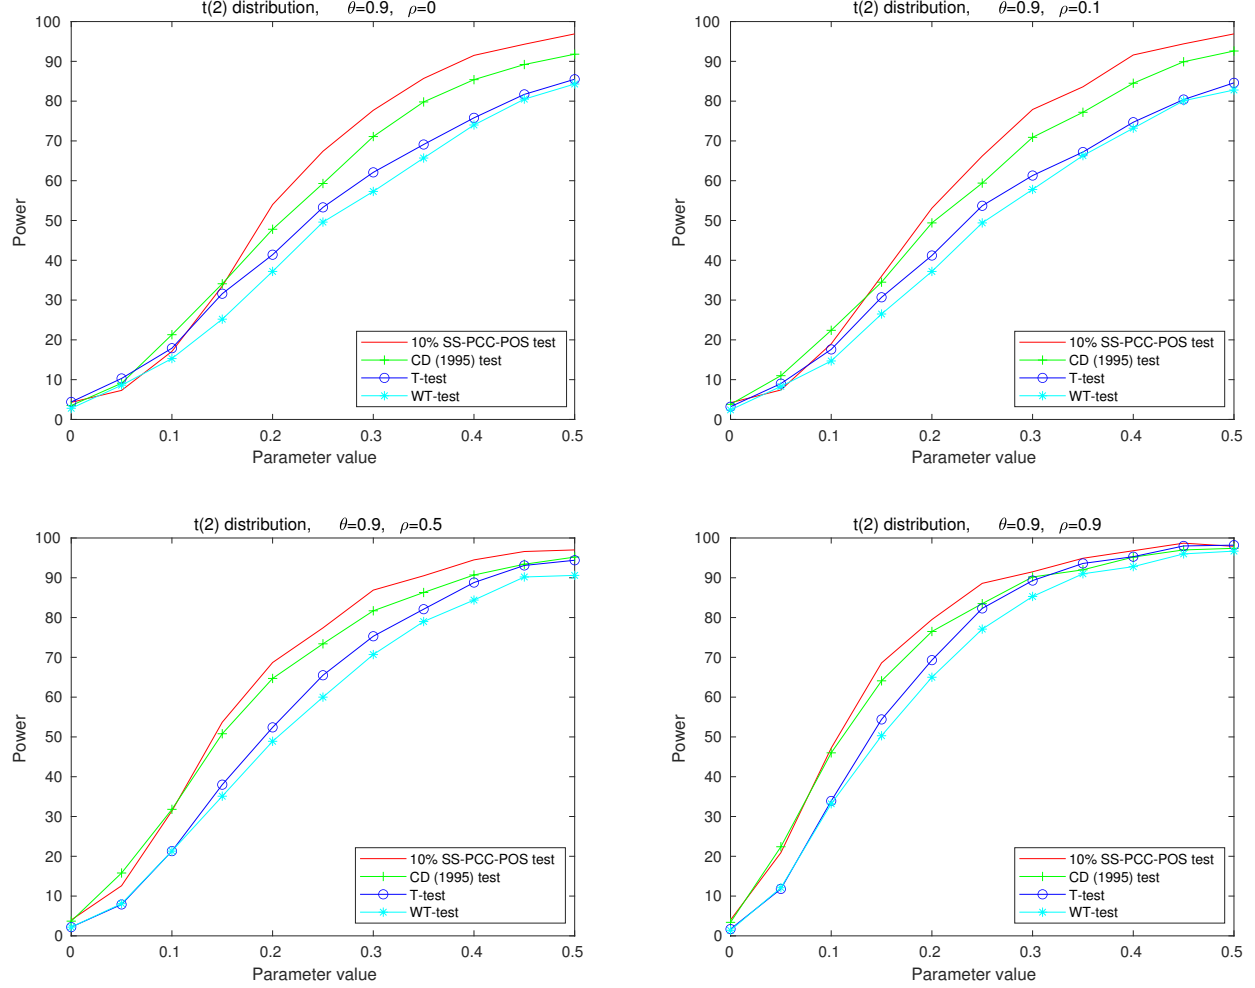 t(2) distribution, θ=0.9, ρ=0
100
90
80
70
60
50
40
30
20
10
0
Power
0 0.1 0.2 0.3 0.4 0.5
Parameter value
10% SS-PCC-POS test
CD (1995) test
T-test
WT-test
t(2) distribution, θ=0.9, ρ=0.1
100
90
80
70
60
50
40
30
20
10
0
Power
0 0.1 0.2 0.3 0.4 0.5
Parameter value
10% SS-PCC-POS test
CD (1995) test
T-test
WT-test
t(2) distribution, θ=0.9, ρ=0.5
100
90
80
70
60
50
40
30
20
10
0
Power
0 0.1 0.2 0.3 0.4 0.5
Parameter value
10% SS-PCC-POS test
CD (1995) test
T-test
WT-test
t(2) distribution, θ=0.9, ρ=0.9
100
90
80
70
60
50
40
30
20
10
0
Power
0 0.1 0.2 0.3 0.4 0.5
Parameter value
10% SS-PCC-POS test
CD (1995) test
T-test
WT-test